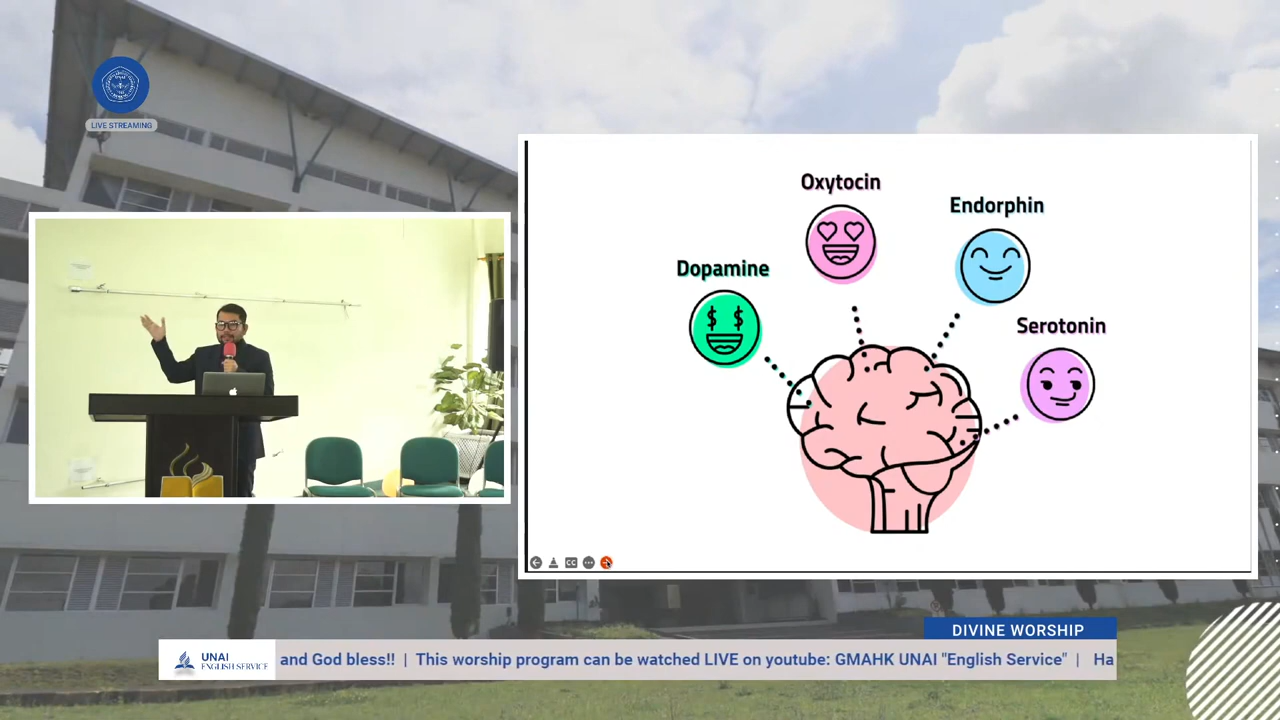 LIVE STREAMING
Oxytocin
Endorphin
Dopamine
Serotonin
$ $
CC
DIVINE WORSHIP
UNAI
ENGLISH SERVICE
and God bless!! | This worship program can be watched LIVE on youtube: GMAHK UNAI "English Service" | Ha